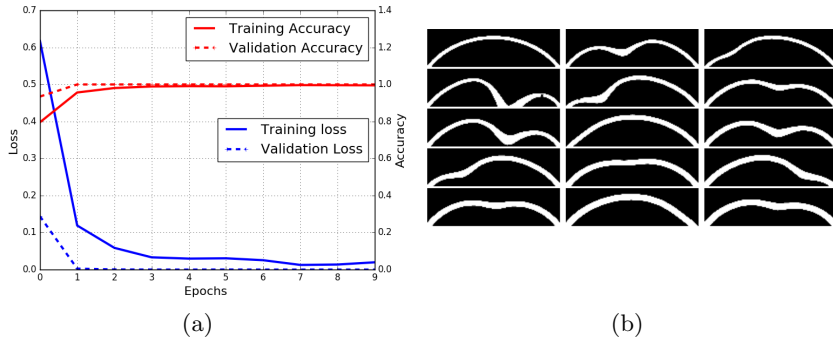 0.7
0.6
0.5
0.4
0.3
0.2
0.1
0.0
Loss
1.4
1.2
1.0
0.8
0.6
0.4
0.2
0.0
Accuracy
Training Accuracy
Validation Accuracy
Training loss
Validation Loss
0 1 2 3 4 5 6 7 8 9
Epochs
(a)
(b)